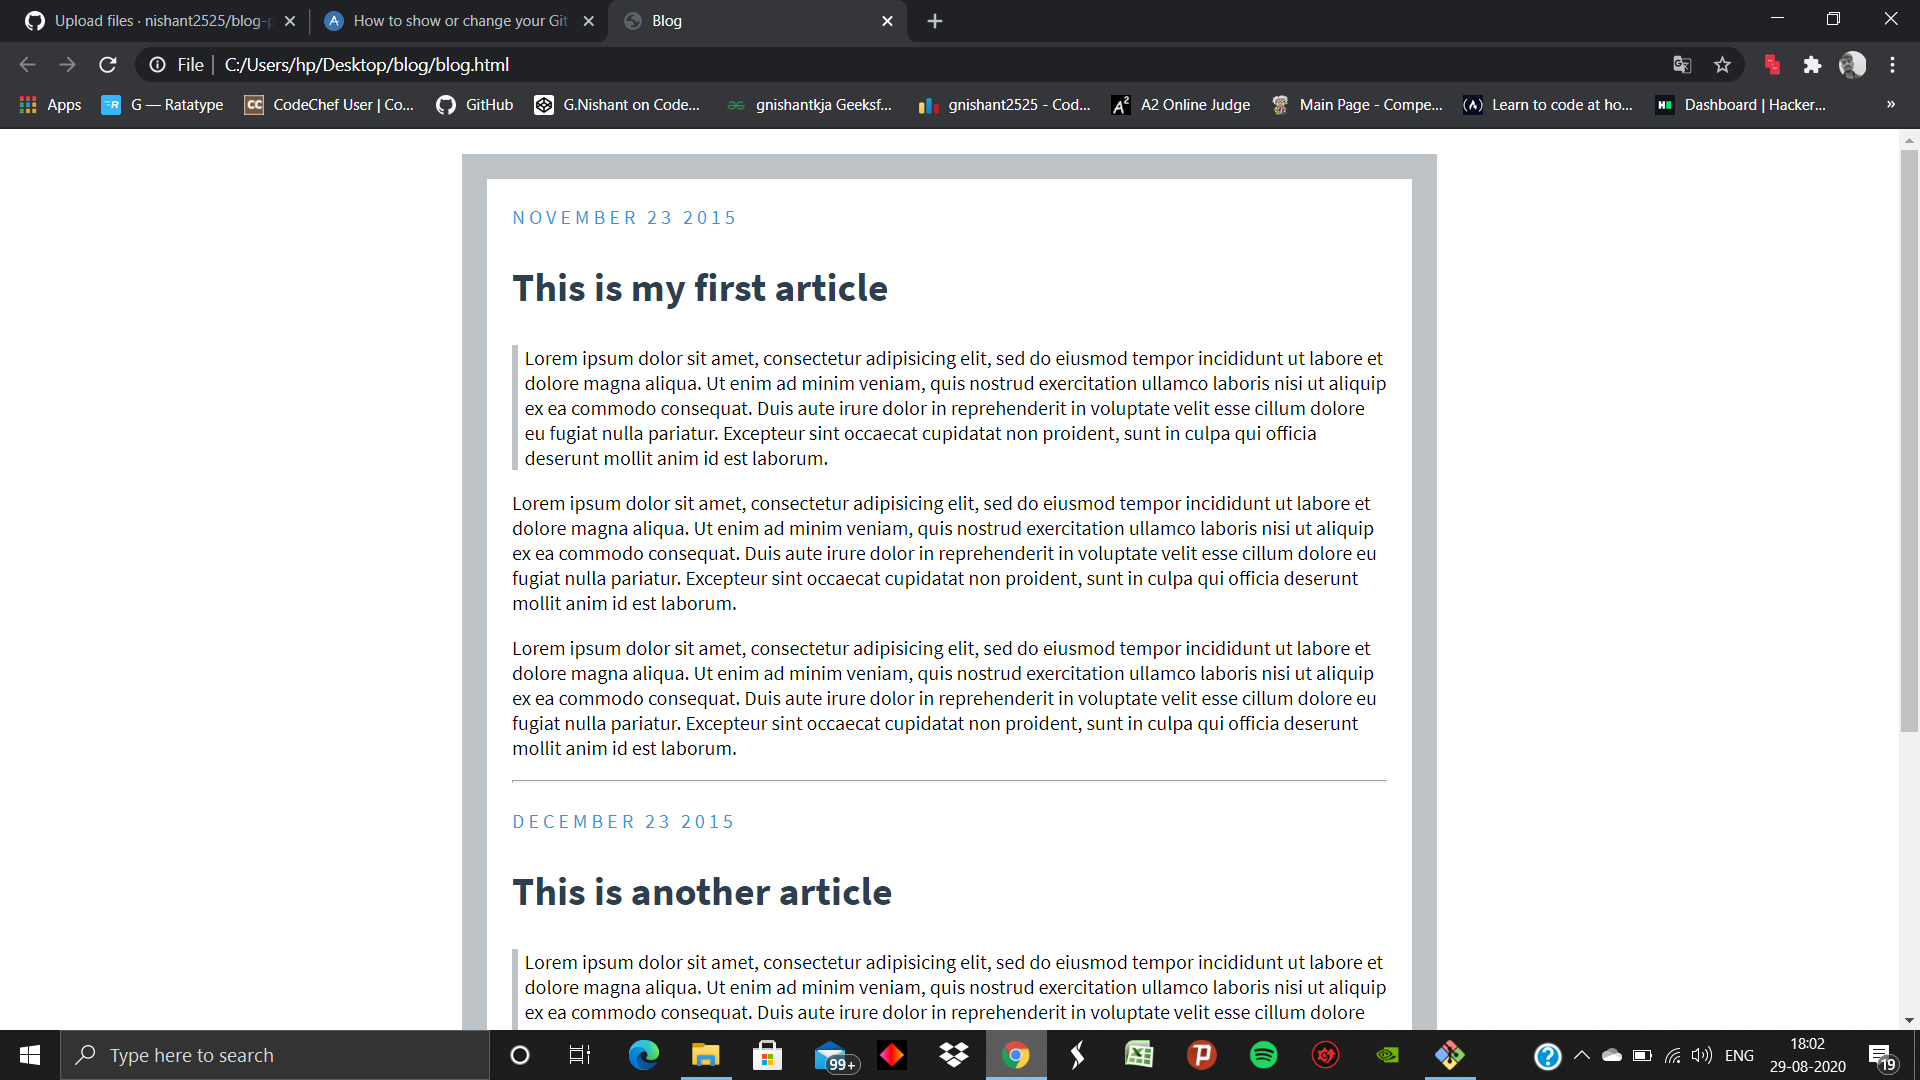 Upload files · nishant2525/blog-p
How to show or change your Git
Blog
File
C:/Users/hp/Desktop/blog/blog.html
Apps
G — Ratatype
CodeChef User | Co...
GitHub
G.Nishant on Code...
gnishantkja Geeksf...
gnishant2525 - Cod...
A2 Online Judge
Main Page - Compe...
Learn to code at ho...
Dashboard | Hacker...
NOVEMBER 23 2015
This is my first article
Lorem ipsum dolor sit amet, consectetur adipisicing elit, sed do eiusmod tempor incididunt ut labore et
dolore magna aliqua. Ut enim ad minim veniam, quis nostrud exercitation ullamco laboris nisi ut aliquip
ex ea commodo consequat. Duis aute irure dolor in reprehenderit in voluptate velit esse cillum dolore
eu fugiat nulla pariatur. Excepteur sint occaecat cupidatat non proident, sunt in culpa qui officia
deserunt mollit anim id est laborum.
Lorem ipsum dolor sit amet, consectetur adipisicing elit, sed do eiusmod tempor incididunt ut labore et
dolore magna aliqua. Ut enim ad minim veniam, quis nostrud exercitation ullamco laboris nisi ut aliquip
ex ea commodo consequat. Duis aute irure dolor in reprehenderit in voluptate velit esse cillum dolore eu
fugiat nulla pariatur. Excepteur sint occaecat cupidatat non proident, sunt in culpa qui officia deserunt
mollit anim id est laborum.
Lorem ipsum dolor sit amet, consectetur adipisicing elit, sed do eiusmod tempor incididunt ut labore et
dolore magna aliqua. Ut enim ad minim veniam, quis nostrud exercitation ullamco laboris nisi ut aliquip
ex ea commodo consequat. Duis aute irure dolor in reprehenderit in voluptate velit esse cillum dolore eu
fugiat nulla pariatur. Excepteur sint occaecat cupidatat non proident, sunt in culpa qui officia deserunt
mollit anim id est laborum.
DECEMBER 23 2015
This is another article
Lorem ipsum dolor sit amet, consectetur adipisicing elit, sed do eiusmod tempor incididunt ut labore et
dolore magna aliqua. Ut enim ad minim veniam, quis nostrud exercitation ullamco laboris nisi ut aliquip
ex ea commodo consequat. Duis aute irure dolor in reprehenderit in voluptate velit esse cillum dolore
Type here to search
99+
ENG
18:02
29-08-2020
19